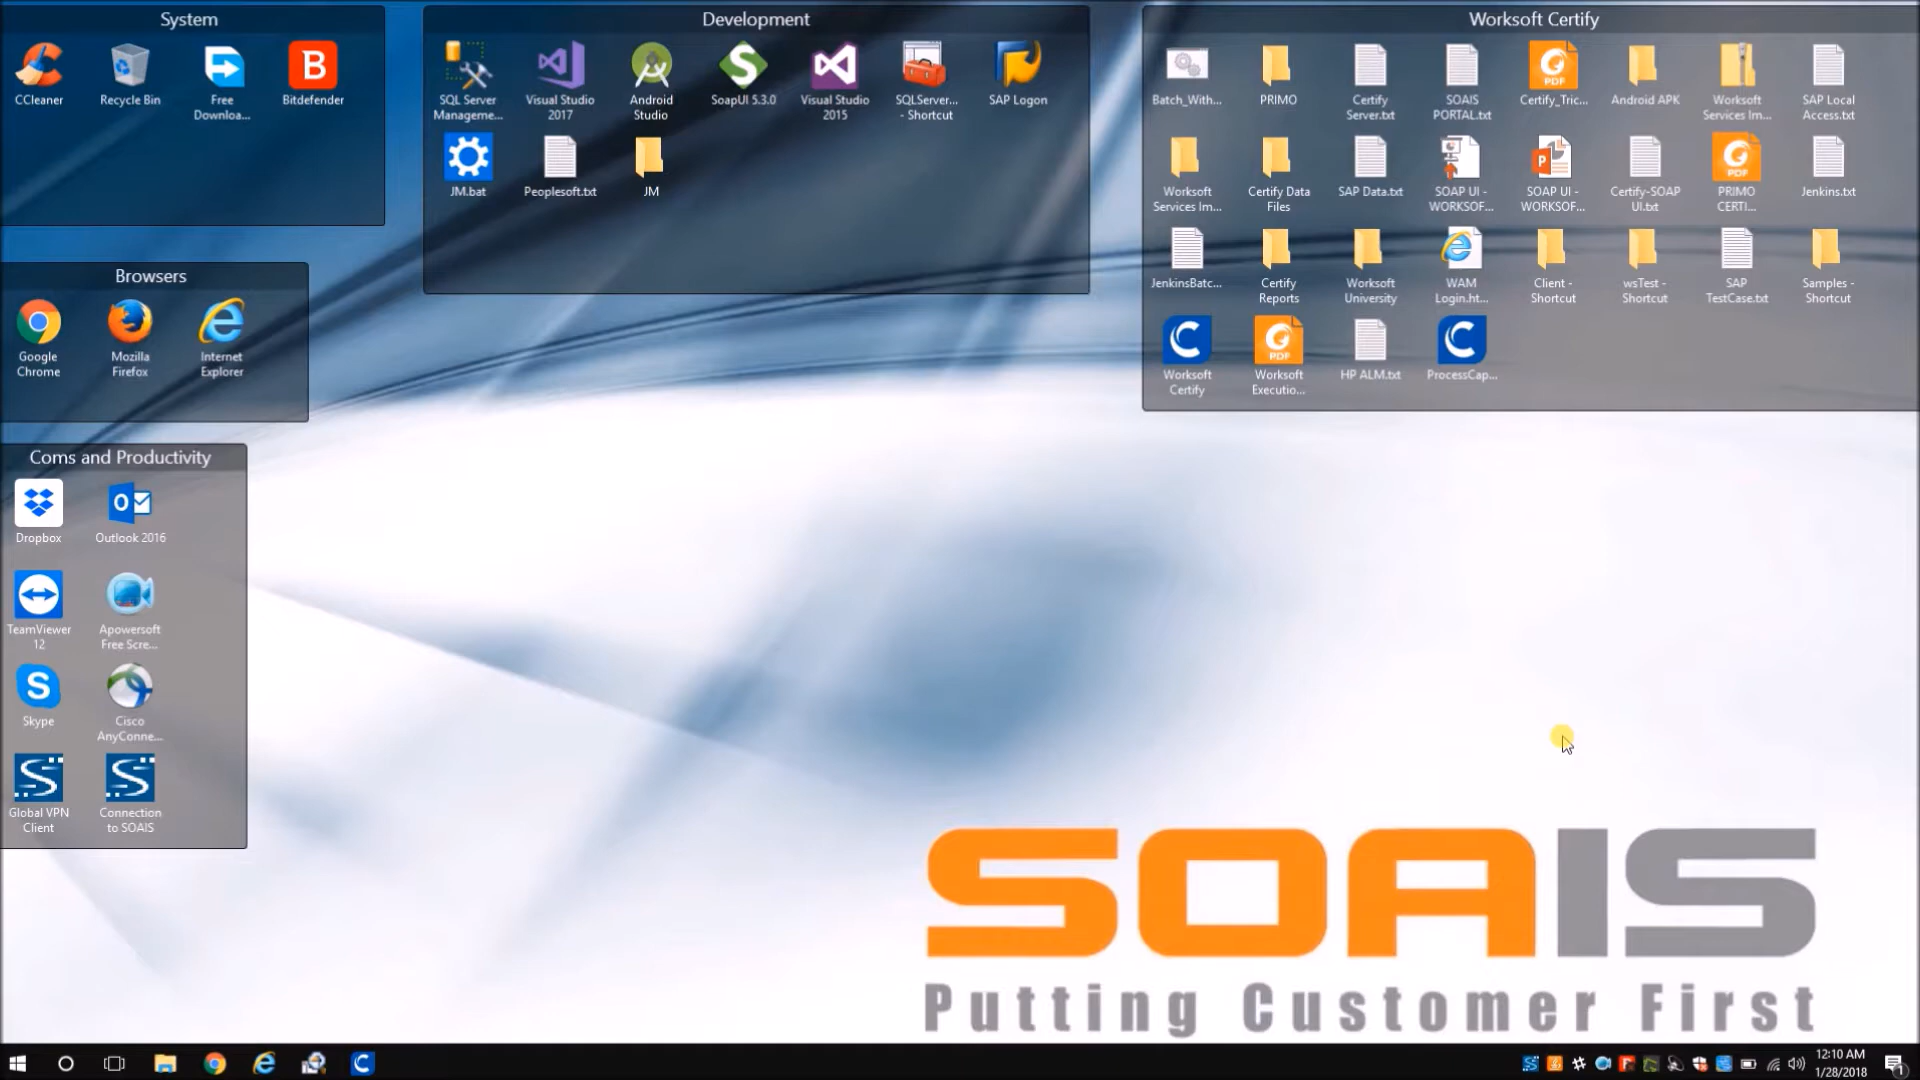 System
CCleaner
Recycle Bin
Free
Downloa...
Bitdefender
Development
SQL Server
Manageme...
Visual Studio
2017
Android
Studio
SoapUI 5.3.0
Visual Studio
2015
SQLServer...
- Shortcut
SAP Logon
JM.bat
Peoplesoft.txt
JM
Worksoft Certify
Batch_With...
PRIMO
Certify
Server.txt
SOAIS
PORTAL.txt
Certify_Tric...
Android APK
Worksoft
Services Im...
SAP Local
Access.txt
Worksoft
Services Im...
Certify Data
Files
SAP Data.txt
SOAP UI -
WORKSOF...
SOAP UI -
WORKSOF...
Certify-SOAP
UI.txt
PRIMO
CERTI...
Jenkins.txt
JenkinsBatc...
Certify
Reports
Worksoft
University
WAM
Login.ht...
Client -
Shortcut
wsTest -
Shortcut
SAP
TestCase.txt
Samples -
Shortcut
Worksoft
Certify
Worksoft
Executio...
HP ALM.txt
ProcessCap...
Browsers
Google
Chrome
Mozilla
Firefox
Internet
Explorer
Coms and Productivity
Dropbox
Outlook 2016
TeamViewer
12
Apowersoft
Free Scre...
Skype
Cisco
AnyConne...
Global VPN
Client
Connection
to SOAIS
SOAIS
Putting Customer First
12:10 AM
1/28/2018